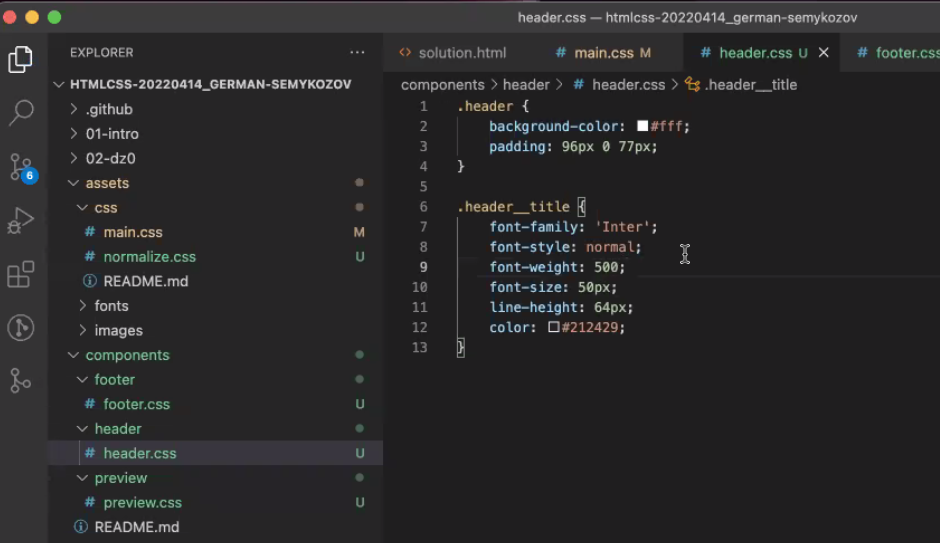 header.css — htmlcss-20220414_german-semykozov
EXPLORER ...
HTMLCSS-20220414_GERMAN-SEMYKOZOV
.github
01-intro
02-dz0
assets
css
# main.css M
# normalize.css U
README.md
fonts
images
components
footer
# footer.css U
header
# header.css U
preview
# preview.css U
README.md
6
<> solution.html # main.css M # header.css U × # footer.css
components > header > # header.css > .header__title
1 .header {
2 background-color: #fff;
3 padding: 96px 0 77px;
4 }
5
6 .header__title {
7 font-family: 'Inter';
8 font-style: normal;
9 font-weight: 500;
10 font-size: 50px;
11 line-height: 64px;
12 color: #212429;
13 }